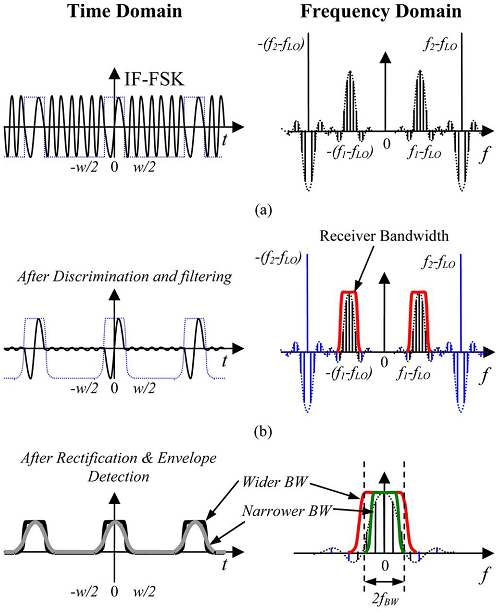 Time Domain
Frequency Domain
IF-FSK
-(f2-fLO)
f2-fLO
t
-w/2
0
w/2
0
-(f1-fLO)
f1-fLO
f
(a)
Receiver Bandwidth
After Discrimination and filtering
-(f2-fLO)
f2-fLO
t
-w/2
0
w/2
0
-(f1-fLO)
f1-fLO
f
(b)
After Rectification & Envelope
Detection
Wider BW
Narrower BW
t
-w/2
0
w/2
0
f
2fBW